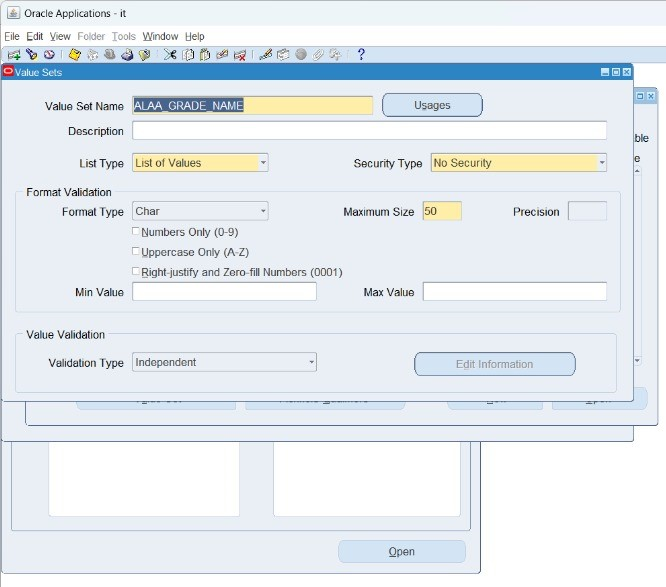 Oracle Applications - it
File Edit View Folder Tools Window Help
Value Sets
Value Set Name ALAA_GRADE_NAME Usages
Description
List Type List of Values Security Type No Security
Format Validation
Format Type Char Maximum Size 50 Precision
Numbers Only (0-9)
Uppercase Only (A-Z)
Right-justify and Zero-fill Numbers (0001)
Min Value Max Value
Value Validation
Validation Type Independent Edit Information
Open